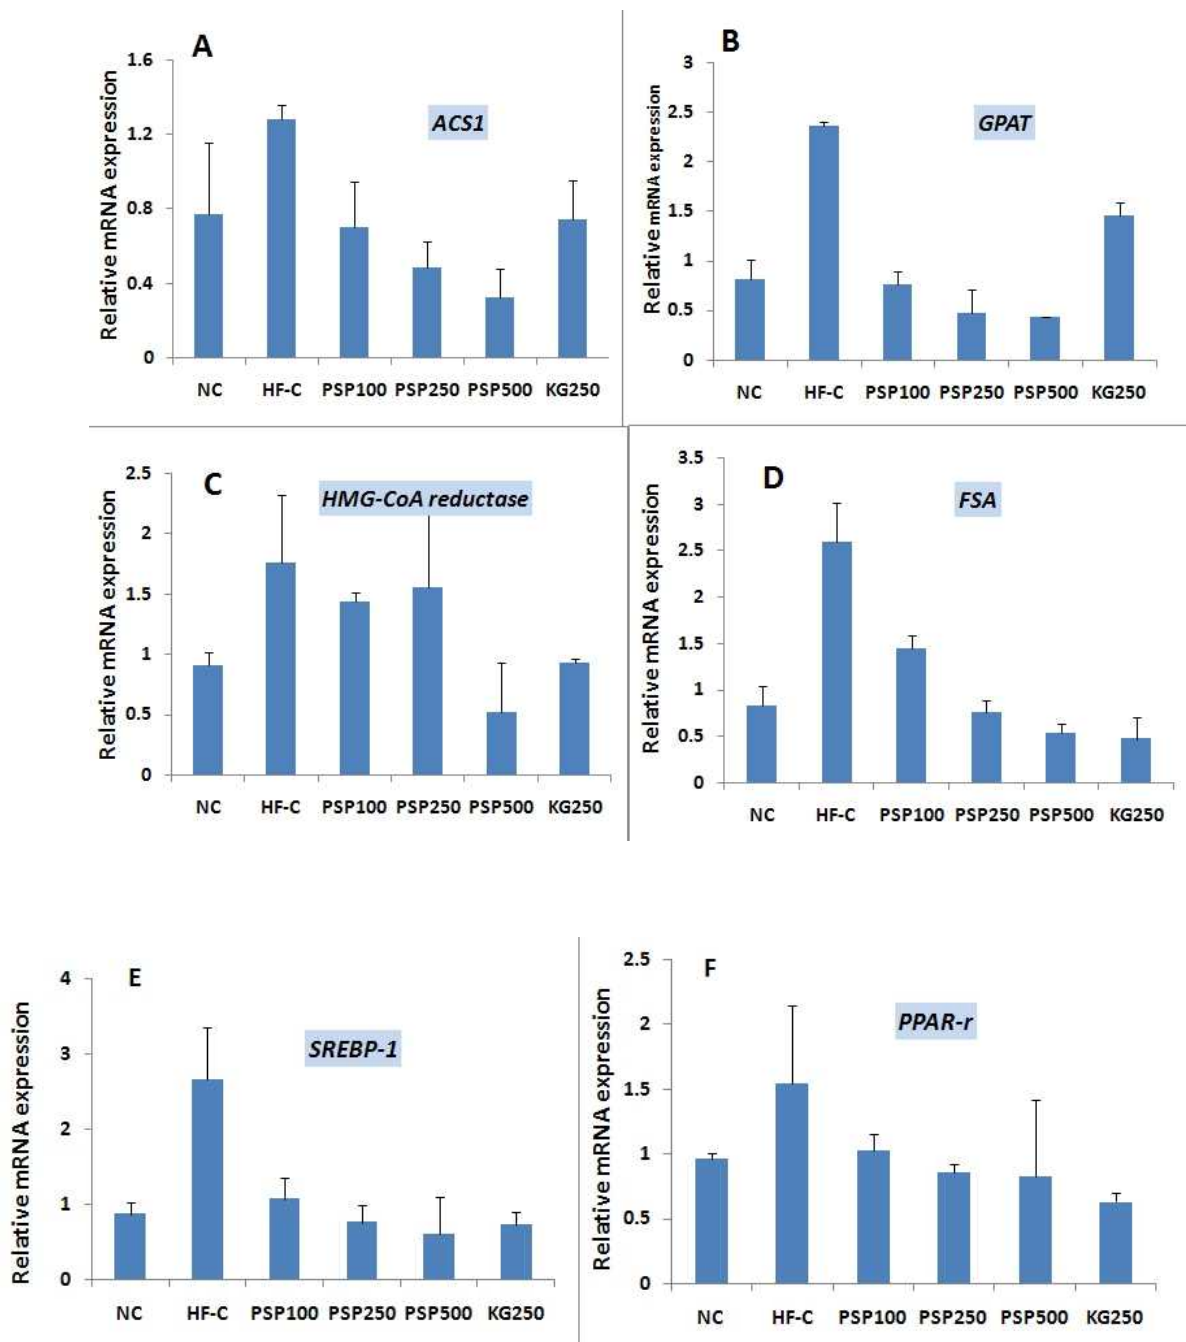 A
ACS1
Relative mRNA expression
1.6
1.2
0.8
0.4
0
NC HF-C PSP100 PSP250 PSP500 KG250
B
GPAT
Relative mRNA expression
3
2.5
2
1.5
1
0.5
0
NC HF-C PSP100 PSP250 PSP500 KG250
C
HMG-CoA reductase
Relative mRNA expression
2.5
2
1.5
1
0.5
0
NC HF-C PSP100 PSP250 PSP500 KG250
D
FSA
Relative mRNA expression
3.5
3
2.5
2
1.5
1
0.5
0
NC HF-C PSP100 PSP250 PSP500 KG250
E
SREBP-1
Relative mRNA expression
4
3
2
1
0
NC HF-C PSP100 PSP250 PSP500 KG250
F
PPAR-r
Relative mRNA expression
2.5
2
1.5
1
0.5
0
NC HF-C PSP100 PSP250 PSP500 KG250